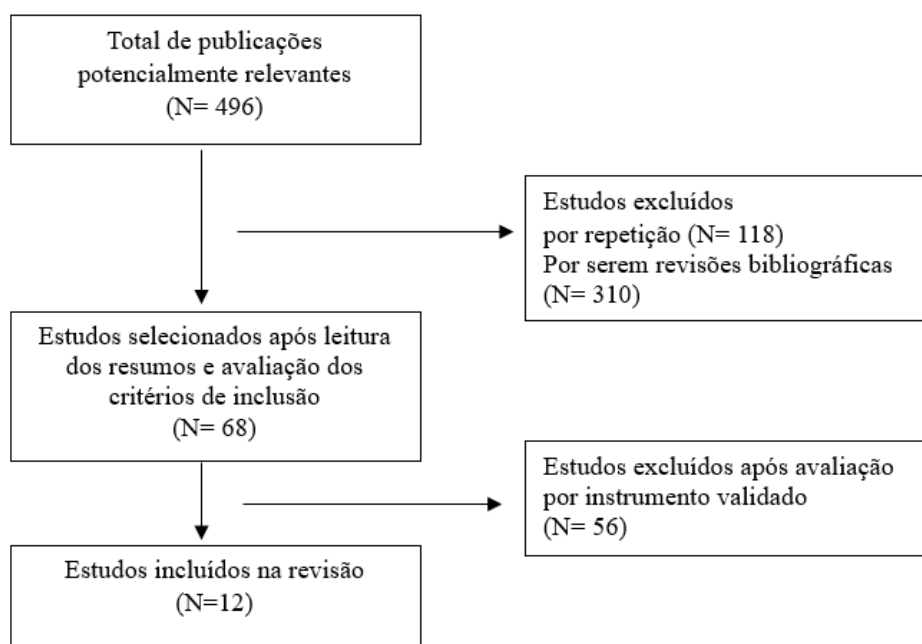 Total de publicações
potencialmente relevantes
(N= 496)
Estudos excluídos
por repetição (N= 118)
Por serem revisões bibliográficas
(N= 310)
Estudos selecionados após leitura
dos resumos e avaliação dos
critérios de inclusão
(N= 68)
Estudos excluídos após avaliação
por instrumento validado
(N= 56)
Estudos incluídos na revisão
(N=12)